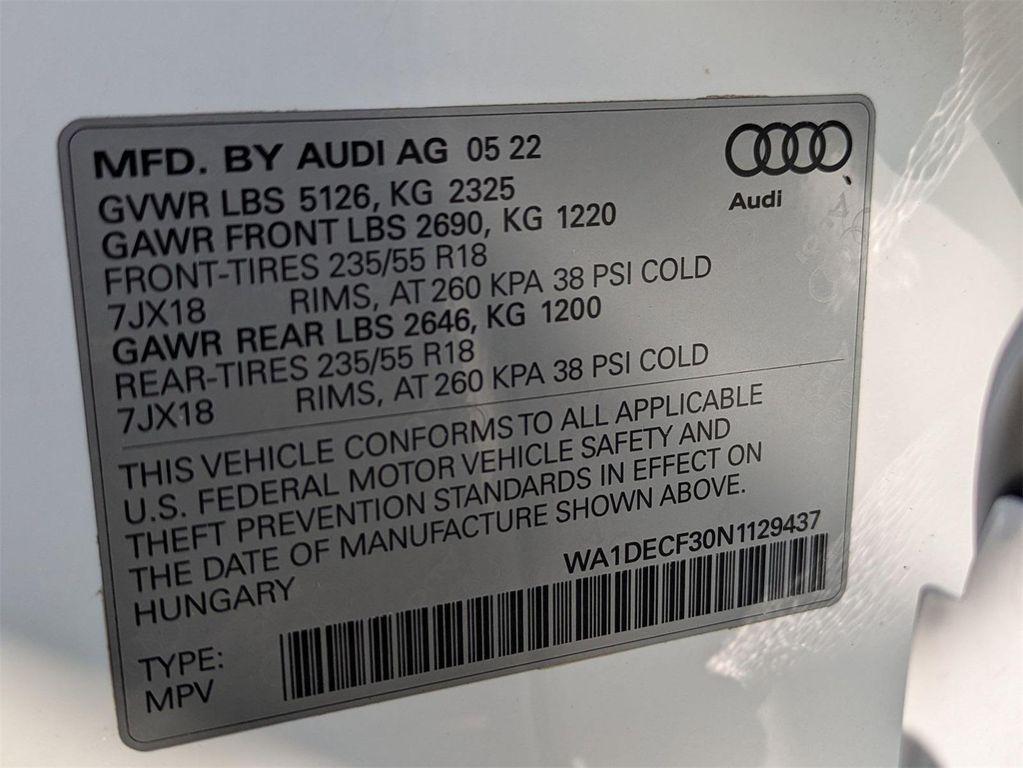 MFD. BY AUDI AG 05 22
Audi
GVWR LBS 5126, KG 2325
GAWR FRONT LBS 2690, KG 1220
FRONT-TIRES 235/55 R18
7JX18 RIMS, AT 260 KPA 38 PSI COLD
GAWR REAR LBS 2646, KG 1200
REAR-TIRES 235/55 R18
7JX18 RIMS, AT 260 KPA 38 PSI COLD
THIS VEHICLE CONFORMS TO ALL APPLICABLE
U.S. FEDERAL MOTOR VEHICLE SAFETY AND
THEFT PREVENTION STANDARDS IN EFFECT ON
THE DATE OF MANUFACTURE SHOWN ABOVE.
HUNGARY
WA1DECF30N1129437
TYPE:
MPV